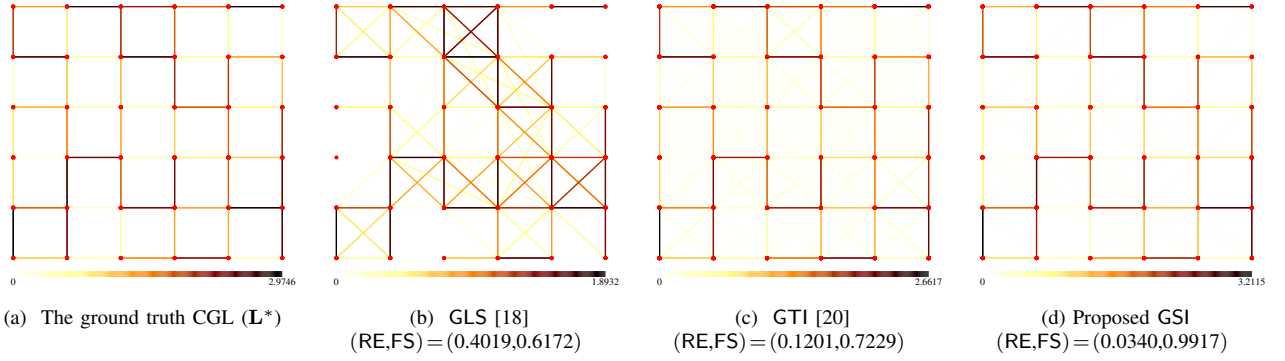 0 2.9746
0 1.8932
0 2.6617
0 3.2115
(a) The ground truth CGL (L*)
(b) GLS [18]
(RE,FS)=(0.4019,0.6172)
(c) GTI [20]
(RE,FS)=(0.1201,0.7229)
(d) Proposed GSI
(RE,FS)=(0.0340,0.9917)